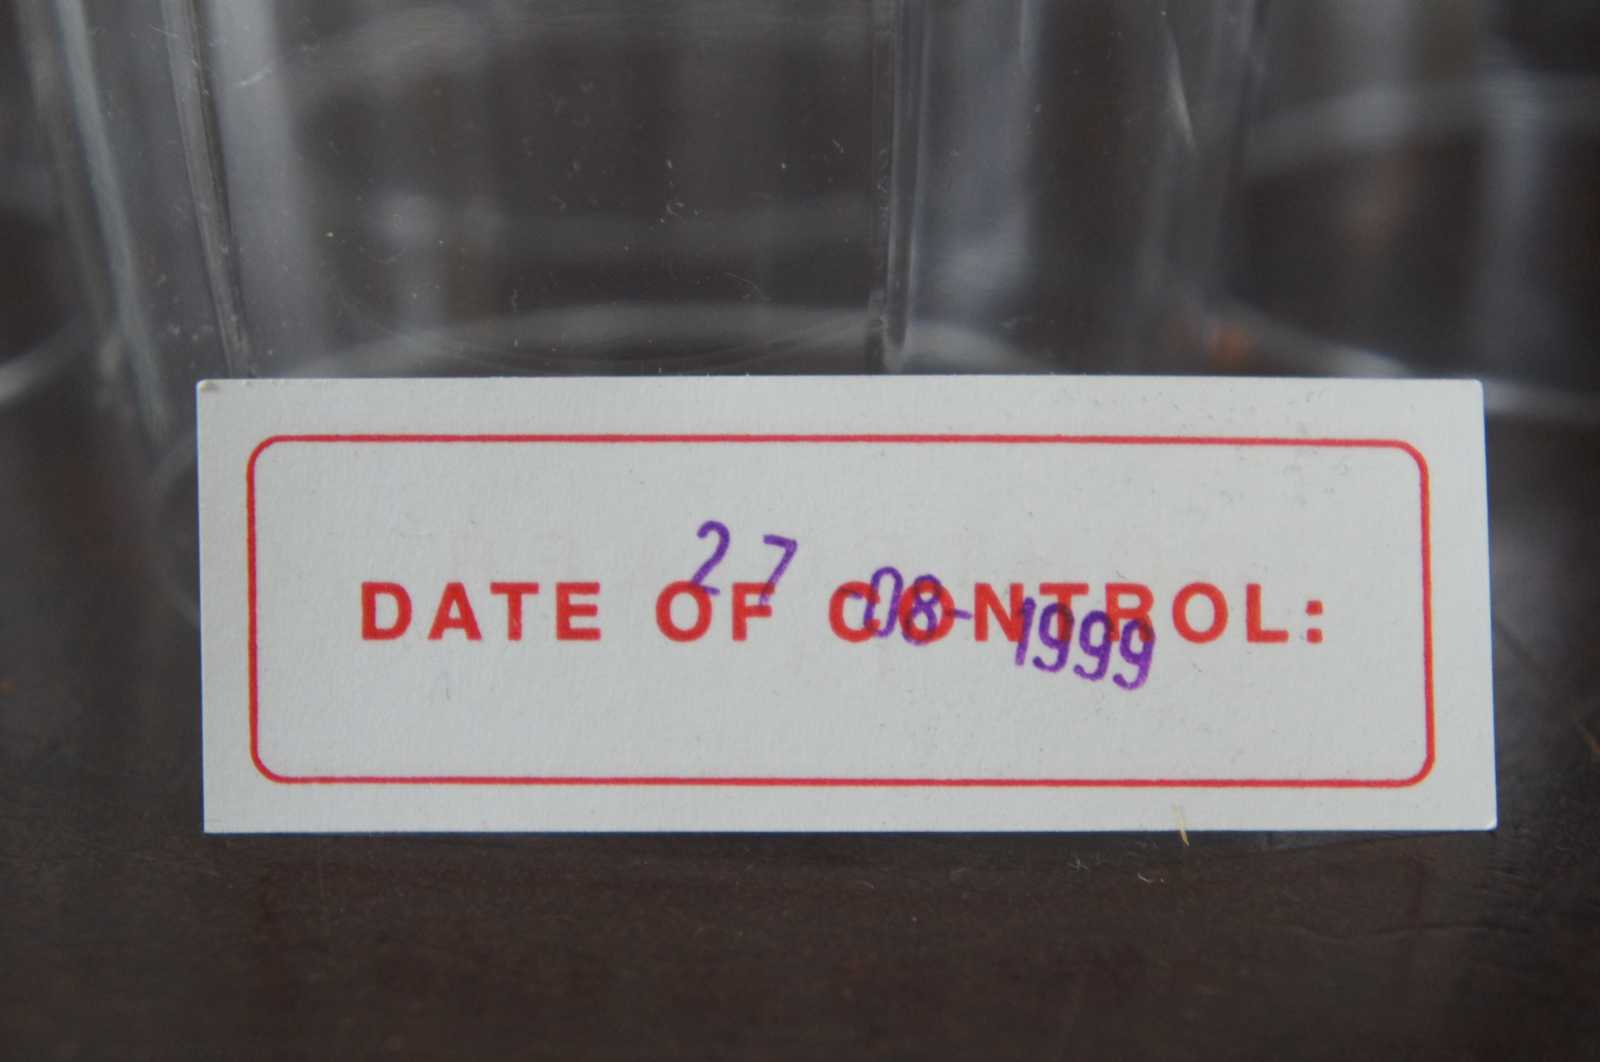 DATE OF CONTROL:
27 -08- 1999